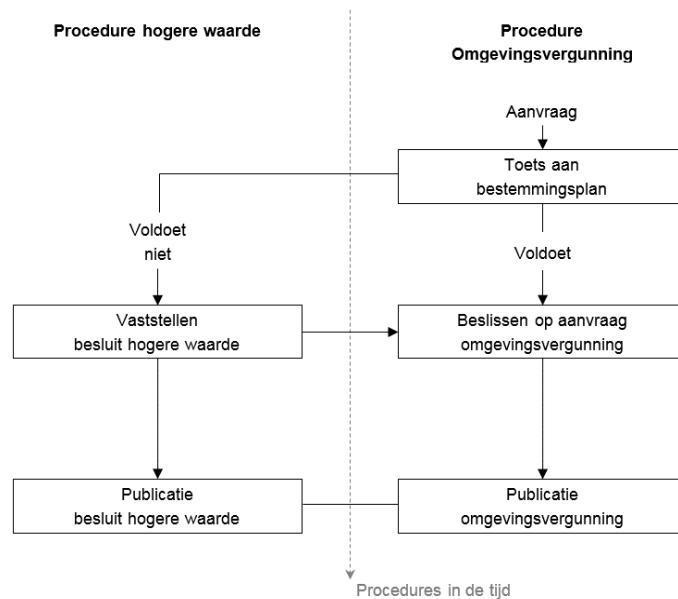 Procedure hogere waarde
Procedure
Omgevingsvergunning
Aanvraag
Toets aan
bestemmingsplan
Voldoet
niet
Voldoet
Vaststellen
besluit hogere waarde
Beslissen op aanvraag
omgevingsvergunning
Publicatie
besluit hogere waarde
Publicatie
omgevingsvergunning
Procedures in de tijd